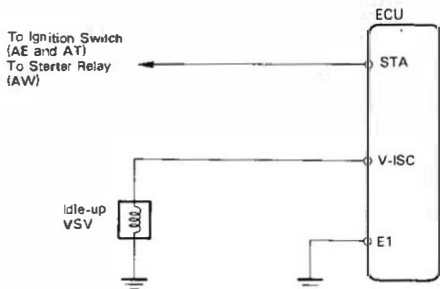 ECU
To Ignition Switch
(AE and AT)
To Starter Relay
(AW)
STA
V-ISC
Idle-up
VSV
E1